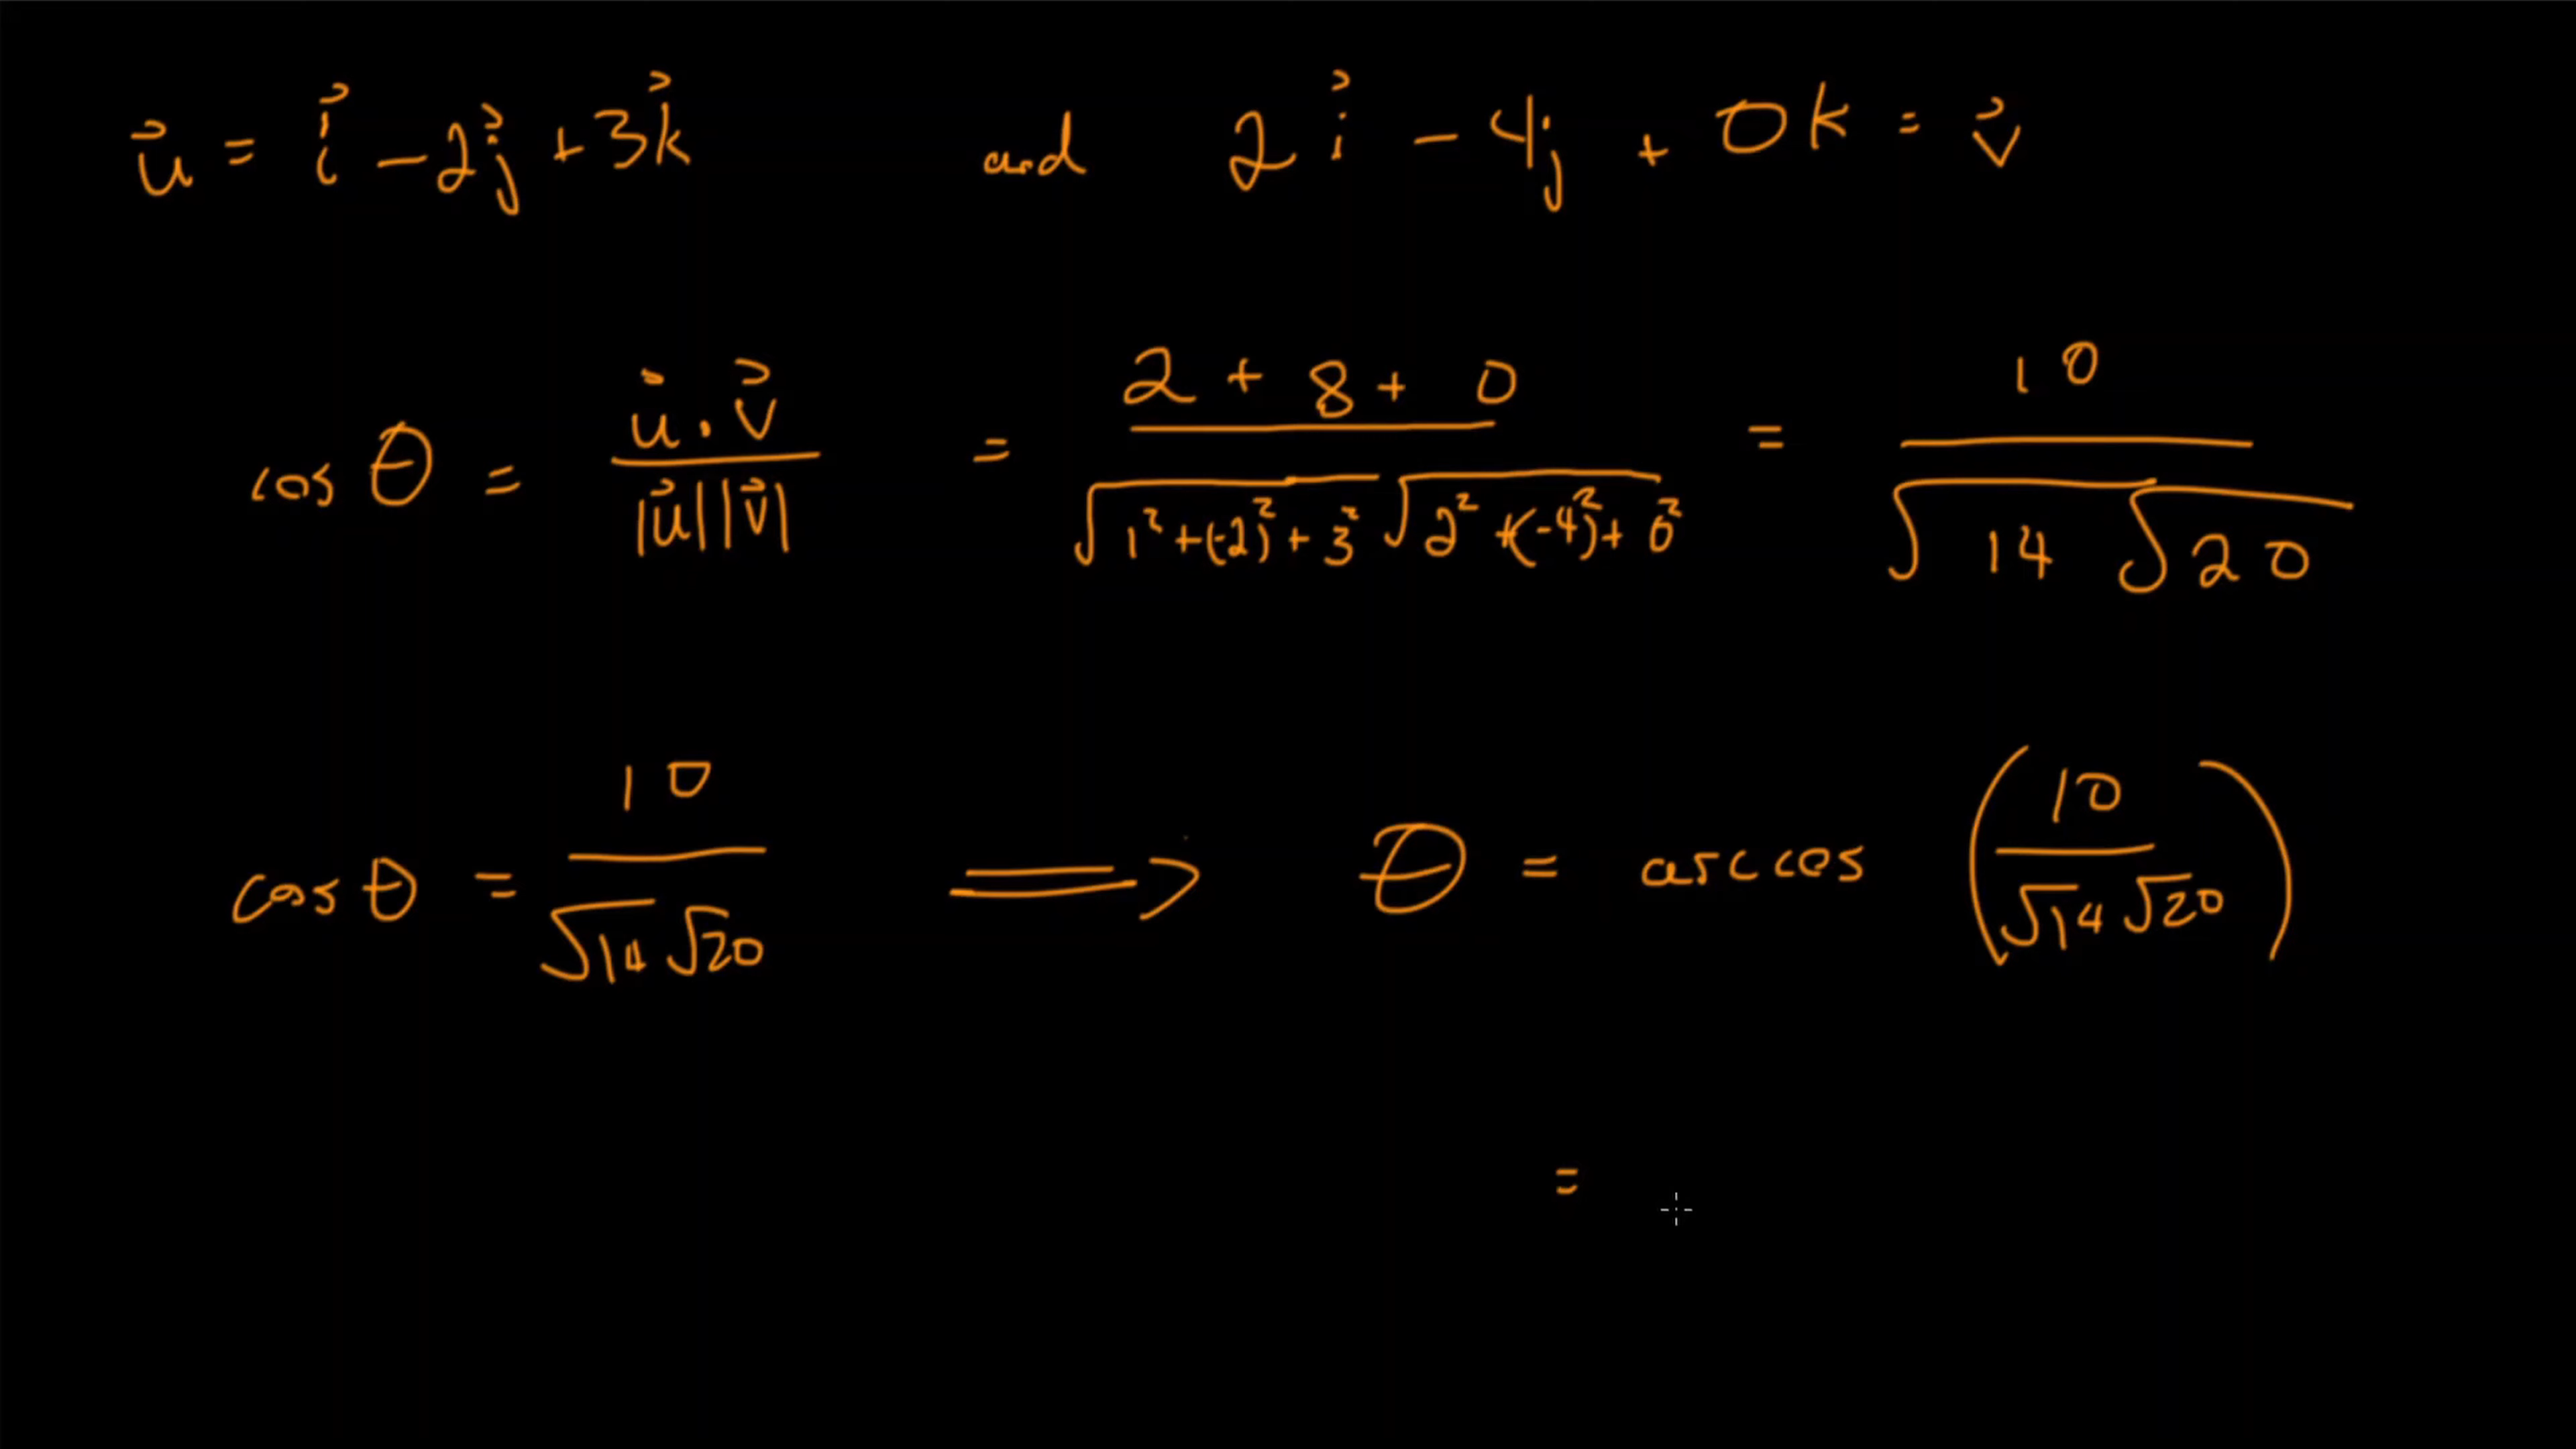 u⃗ = i⃗ - 2j⃗ + 3k⃗ and 2i⃗ - 4j + 0k = v⃗
cos θ = u⃗ · v⃗ / |u⃗||v⃗| = 2 + 8 + 0 / √(1² + (-2)² + 3²) √(2² + (-4)² + 0²) = 10 / √14 √20
cos θ = 10 / √14 √20 ⟹ θ = arccos (10 / √14 √20)
=